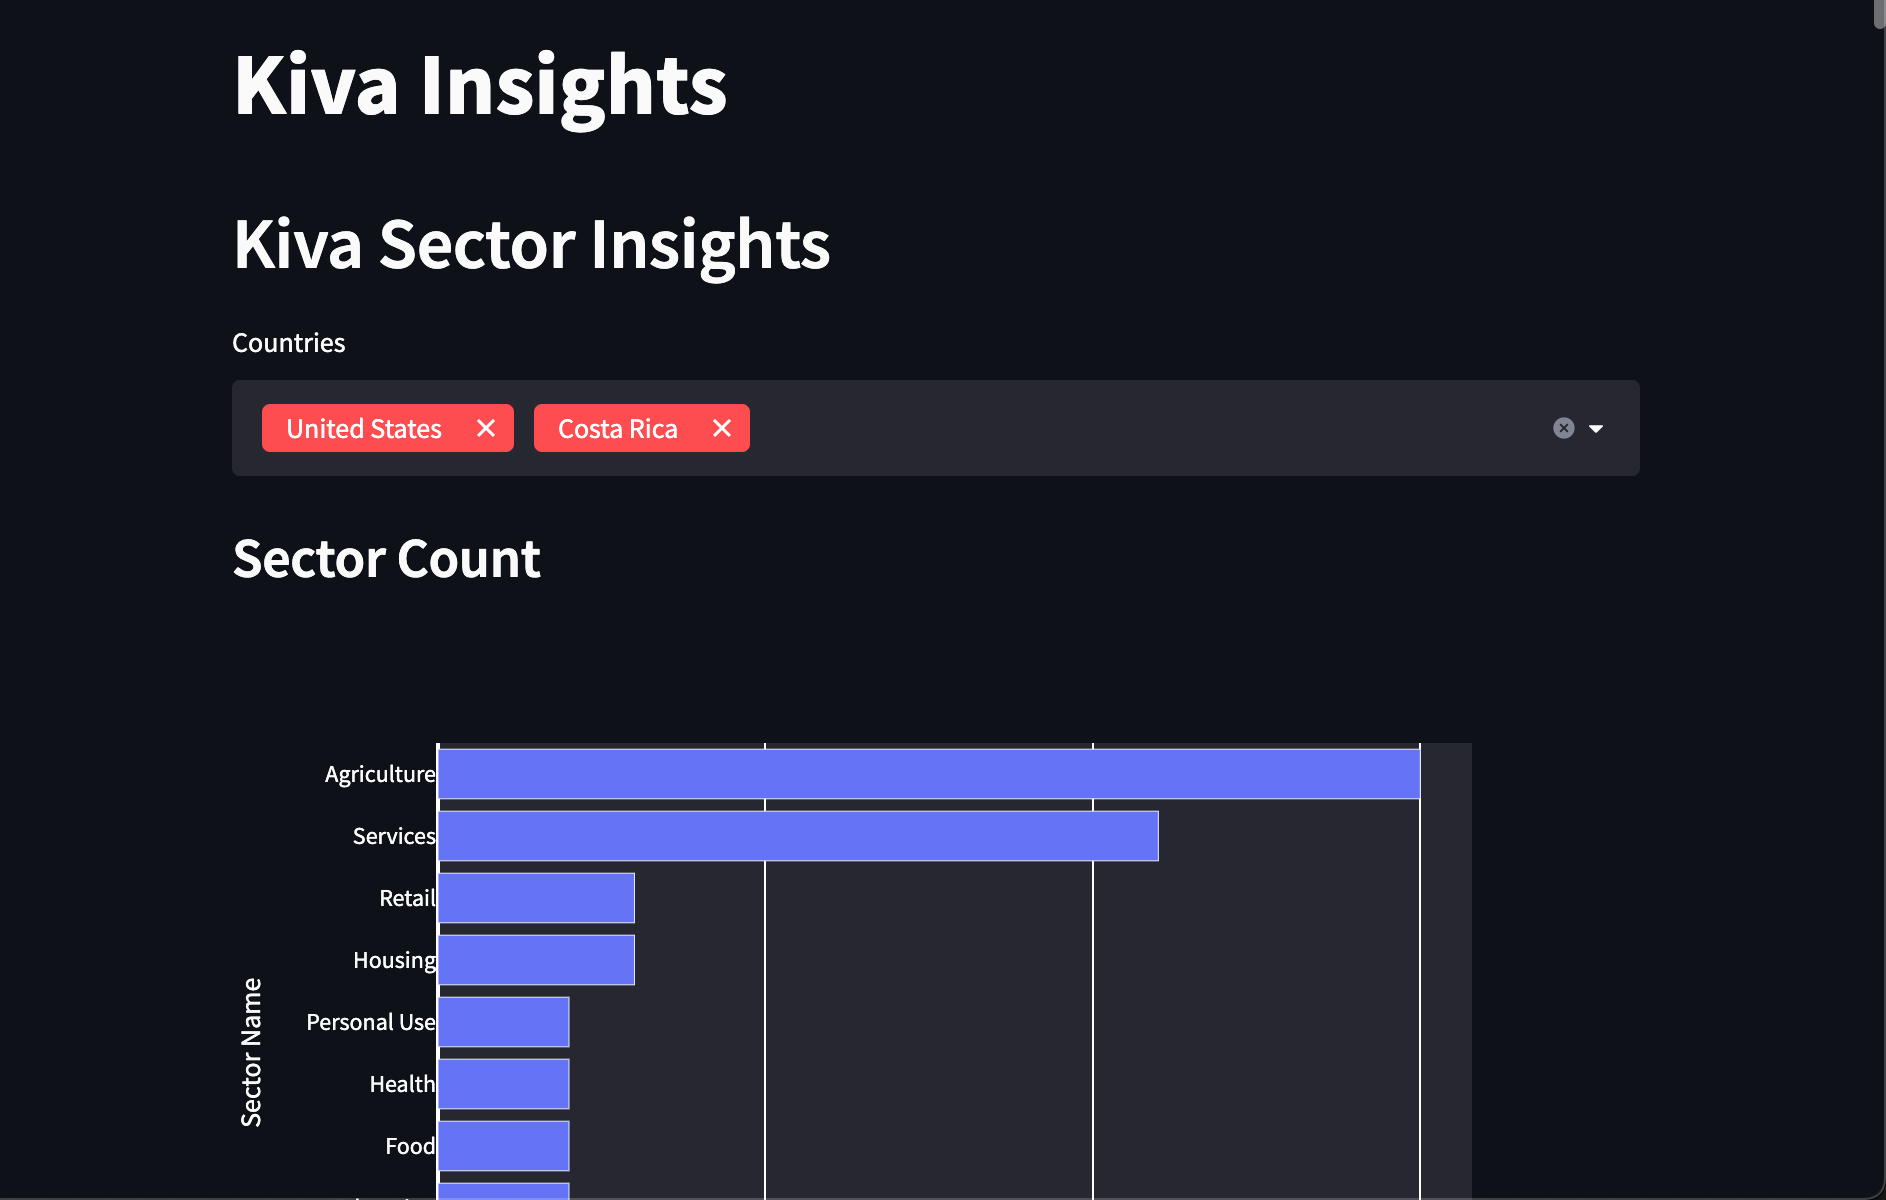 Kiva Insights
Kiva Sector Insights
Countries
United States
Costa Rica
Sector Count
Agriculture
Services
Retail
Housing
Personal Use
Health
Food
Sector Name